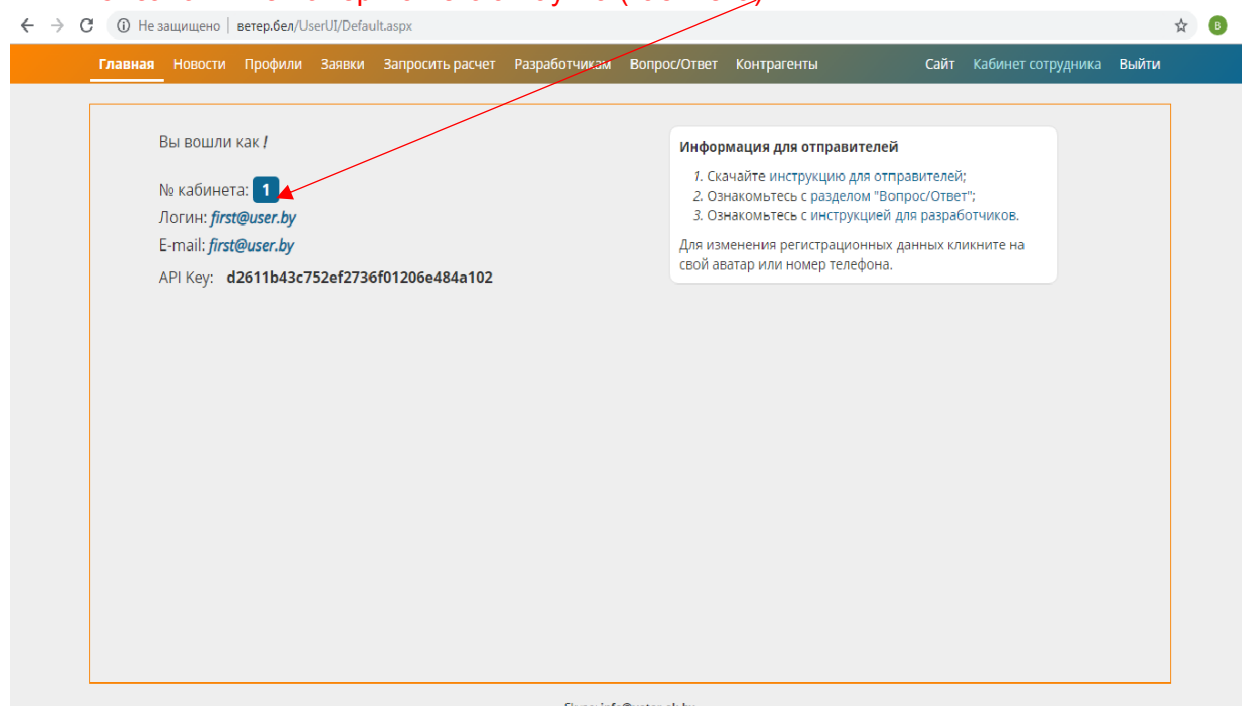 Не защищено | ветер.бел/UserUI/Default.aspx
В
Главная Новости Профили Заявки Запросить расчет Разработчикам Вопрос/Ответ Контрагенты Сайт Кабинет сотрудника Выйти
Вы вошли как !
№ кабинета: 1
Логин: first@user.by
E-mail: first@user.by
API Key: d2611b43c752ef2736f01206e484a102
Информация для отправителей
1. Скачайте инструкцию для отправителей;
2. Ознакомьтесь с разделом "Вопрос/Ответ";
3. Ознакомьтесь с инструкцией для разработчиков.
Для изменения регистрационных данных кликните на
свой аватар или номер телефона.